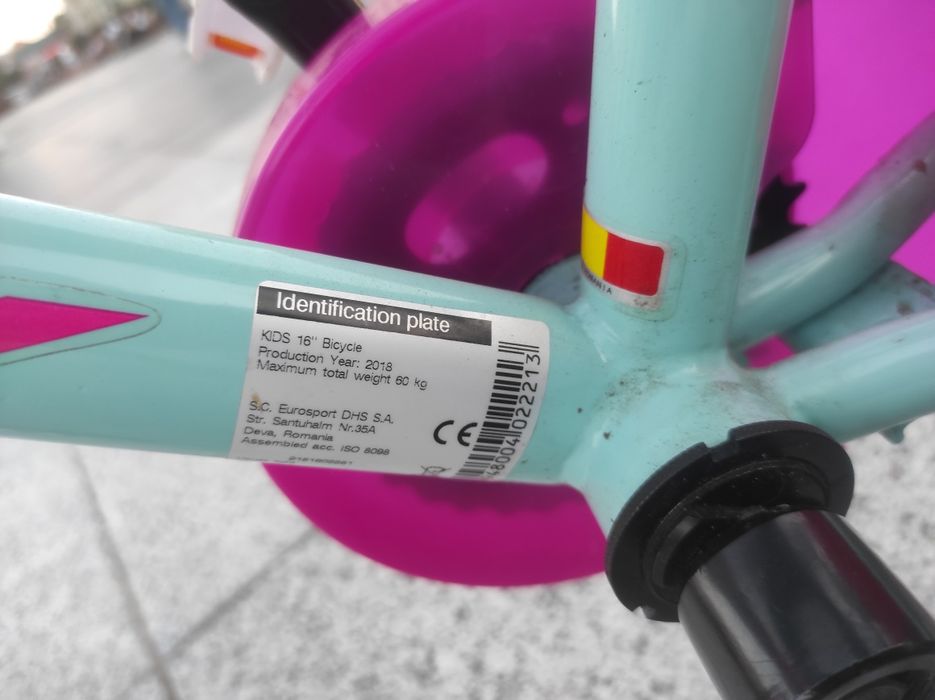 Identification plate
KIDS 16" Bicycle
Production Year: 2018
Maximum total weight 60 kg
S.C. Eurosport DHS S.A.
Str. Santuhalm Nr.35A
Deva, Romania
Assembled acc. ISO 8098
CE
48004022213